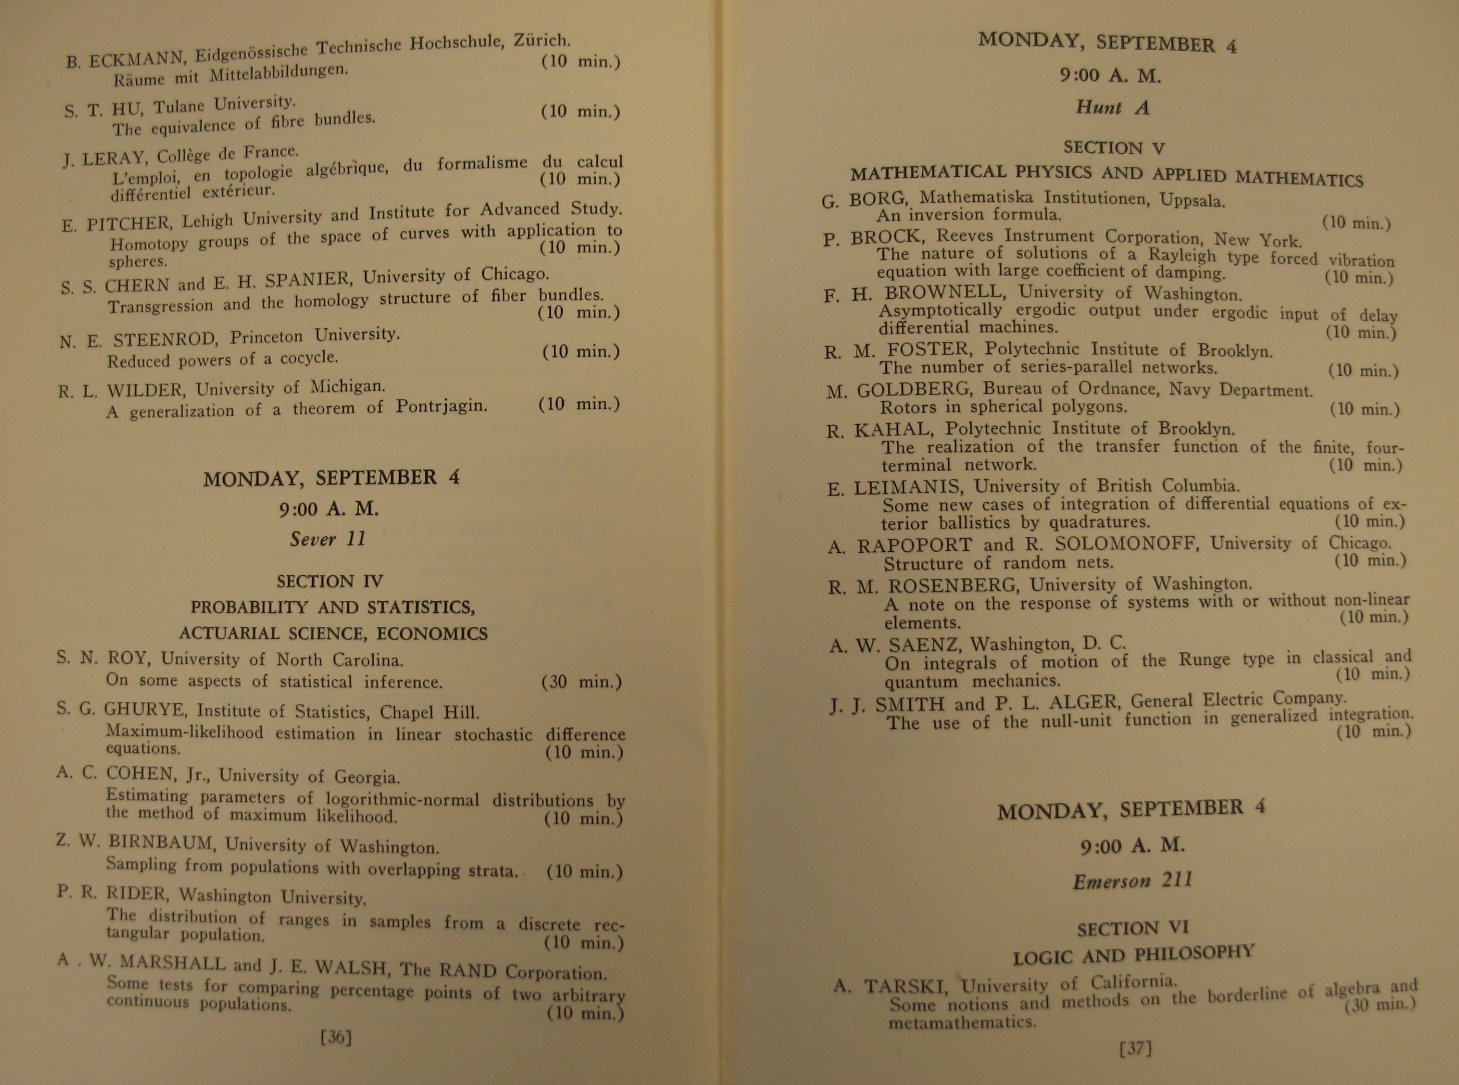 B. ECKMANN, Eidgenössische Technische Hochschule, Zürich.
Räume mit Mittelabbildungen. (10 min.)
S. T. HU, Tulane University.
The equivalence of fibre bundles. (10 min.)
J. LERAY, Collège de France.
L'emploi, en topologie algébrique, du formalisme du calcul
différentiel extérieur. (10 min.)
E. PITCHER, Lehigh University and Institute for Advanced Study.
Homotopy groups of the space of curves with application to
spheres. (10 min.)
S. S. CHERN and E. H. SPANIER, University of Chicago.
Transgression and the homology structure of fiber bundles.
(10 min.)
N. E. STEENROD, Princeton University.
Reduced powers of a cocycle. (10 min.)
R. L. WILDER, University of Michigan.
A generalization of a theorem of Pontrjagin. (10 min.)
MONDAY, SEPTEMBER 4
9:00 A. M.
Sever 11
SECTION IV
PROBABILITY AND STATISTICS,
ACTUARIAL SCIENCE, ECONOMICS
S. N. ROY, University of North Carolina.
On some aspects of statistical inference. (30 min.)
S. G. GHURYE, Institute of Statistics, Chapel Hill.
Maximum-likelihood estimation in linear stochastic difference
equations. (10 min.)
A. C. COHEN, Jr., University of Georgia.
Estimating parameters of logorithmic-normal distributions by
the method of maximum likelihood. (10 min.)
Z. W. BIRNBAUM, University of Washington.
Sampling from populations with overlapping strata. (10 min.)
P. R. RIDER, Washington University.
The distribution of ranges in samples from a discrete rec-
tangular population. (10 min.)
A . W. MARSHALL and J. E. WALSH, The RAND Corporation.
Some tests for comparing percentage points of two arbitrary
continuous populations. (10 min.)
[36]
MONDAY, SEPTEMBER 4
9:00 A. M.
Hunt A
SECTION V
MATHEMATICAL PHYSICS AND APPLIED MATHEMATICS
G. BORG, Mathematiska Institutionen, Uppsala.
An inversion formula. (10 min.)
P. BROCK, Reeves Instrument Corporation, New York.
The nature of solutions of a Rayleigh type forced vibration
equation with large coefficient of damping. (10 min.)
F. H. BROWNELL, University of Washington.
Asymptotically ergodic output under ergodic input of delay
differential machines. (10 min.)
R. M. FOSTER, Polytechnic Institute of Brooklyn.
The number of series-parallel networks. (10 min.)
M. GOLDBERG, Bureau of Ordnance, Navy Department.
Rotors in spherical polygons. (10 min.)
R. KAHAL, Polytechnic Institute of Brooklyn.
The realization of the transfer function of the finite, four-
terminal network. (10 min.)
E. LEIMANIS, University of British Columbia.
Some new cases of integration of differential equations of ex-
terior ballistics by quadratures. (10 min.)
A. RAPOPORT and R. SOLOMONOFF, University of Chicago.
Structure of random nets. (10 min.)
R. M. ROSENBERG, University of Washington.
A note on the response of systems with or without non-linear
elements. (10 min.)
A. W. SAENZ, Washington, D. C.
On integrals of motion of the Runge type in classical and
quantum mechanics. (10 min.)
J. J. SMITH and P. L. ALGER, General Electric Company.
The use of the null-unit function in generalized integration.
(10 min.)
MONDAY, SEPTEMBER 4
9:00 A. M.
Emerson 211
SECTION VI
LOGIC AND PHILOSOPHY
A. TARSKI, University of California.
Some notions and methods on the borderline of algebra and
metamathematics. (30 min.)
[37]